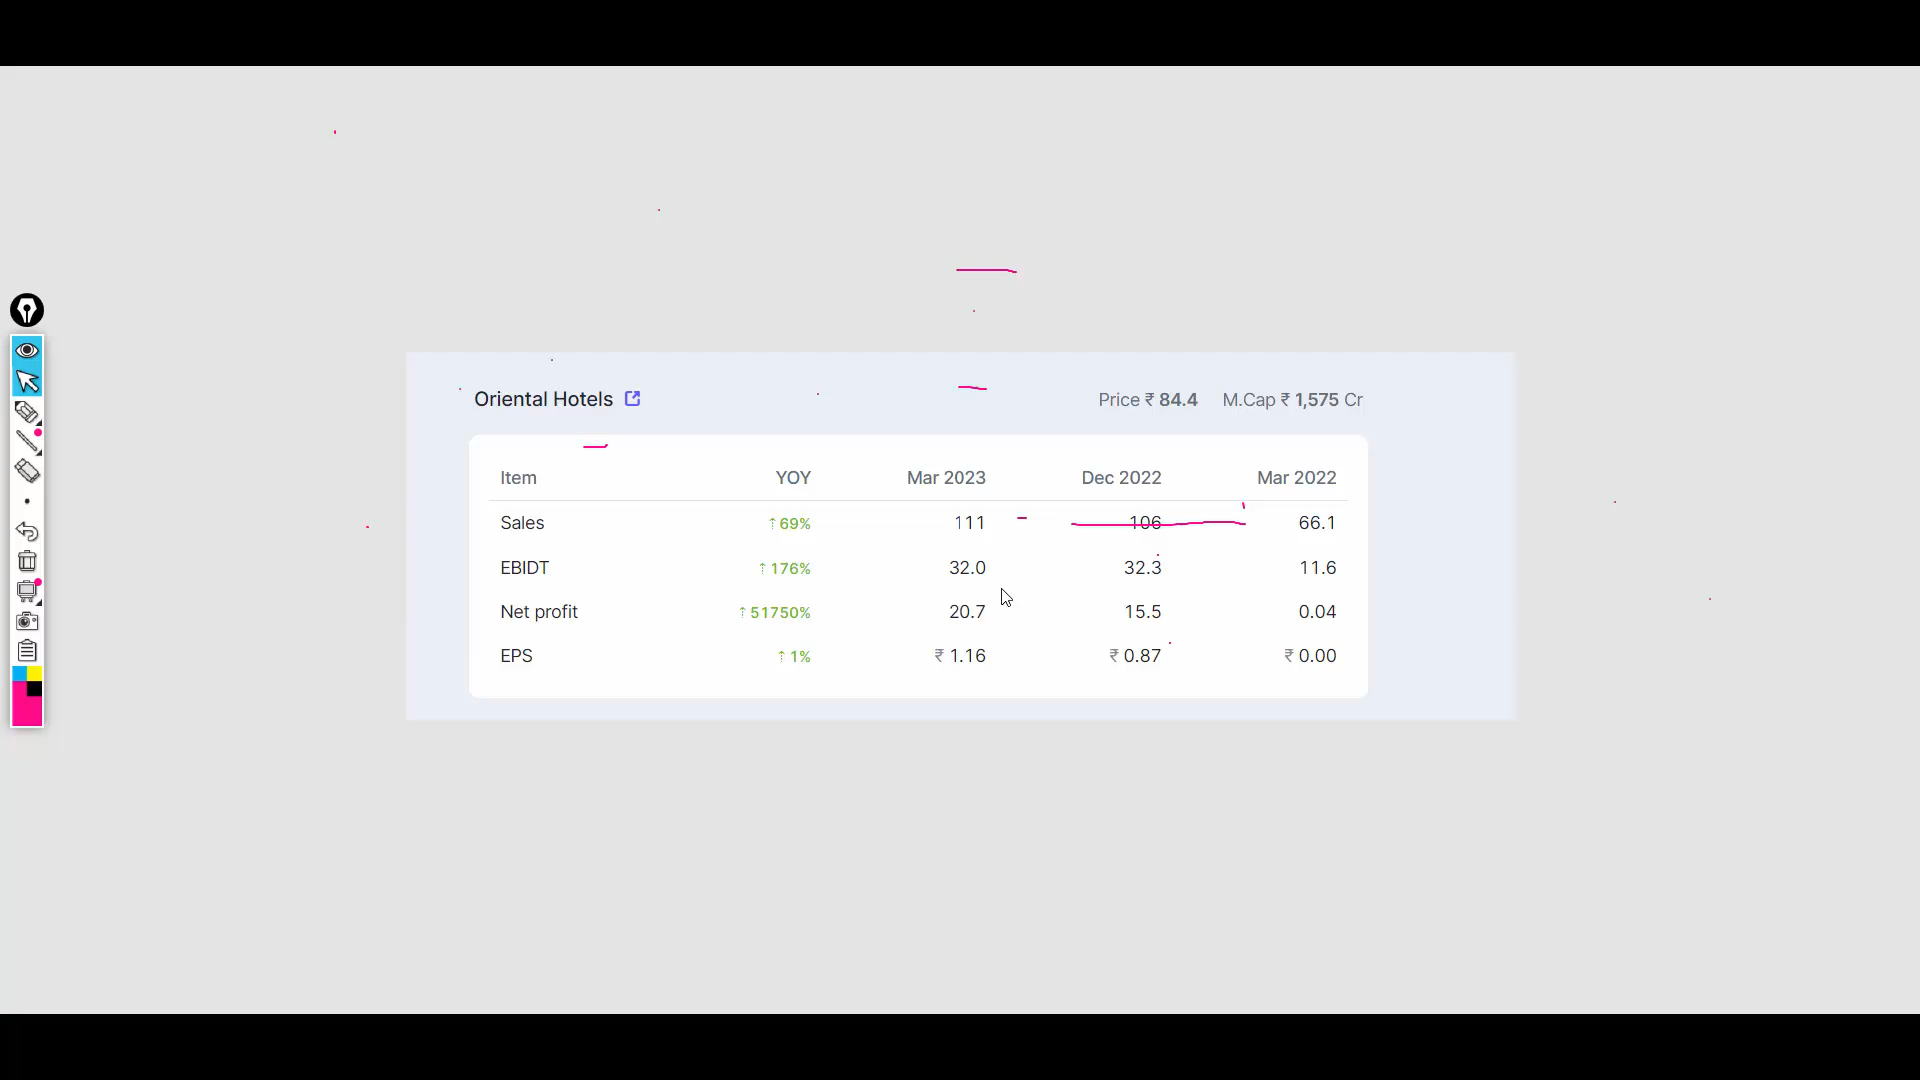 Oriental Hotels Price ₹ 84.4 M.Cap ₹ 1,575 Cr
Item YOY Mar 2023 Dec 2022 Mar 2022
Sales ⇡69% 111 106 66.1
EBIDT ⇡176% 32.0 32.3 11.6
Net profit ⇡51750% 20.7 15.5 0.04
EPS ⇡1% ₹ 1.16 ₹ 0.87 ₹ 0.00